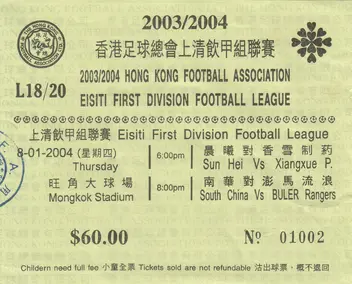 2003/2004
香港足球總會上清飲甲組聯賽
2003/2004 HONG KONG FOOTBALL ASSOCIATION
L18/20
EISITI FIRST DIVISION FOOTBALL LEAGUE
上清飲甲組聯賽 Eisiti First Division Football League
8-01-2004 (星期四) 6:00pm 晨曦對香雪制药
Thursday Sun Hei Vs Xiangxue P.
旺角大球場 8:00pm 南華對澎馬流浪
Mongkok Stadium South China Vs BULER Rangers
$60.00 Nº 01002
Childern need full fee 小童全票 Tickets sold are not refundable 沽出球票，概不退回